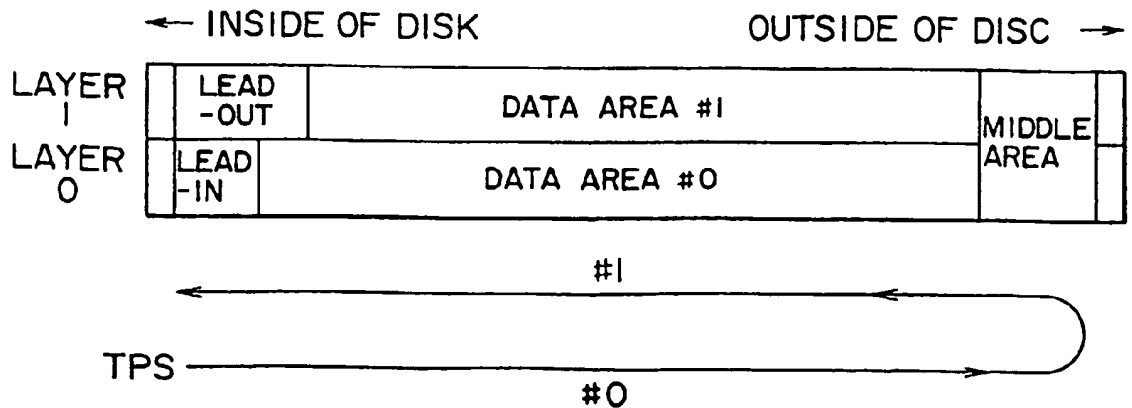 ← INSIDE OF DISK
OUTSIDE OF DISC →
LAYER
1
LEAD
-OUT
DATA AREA #1
MIDDLE
AREA
LAYER
0
LEAD
-IN
DATA AREA #0
#1
TPS
#0